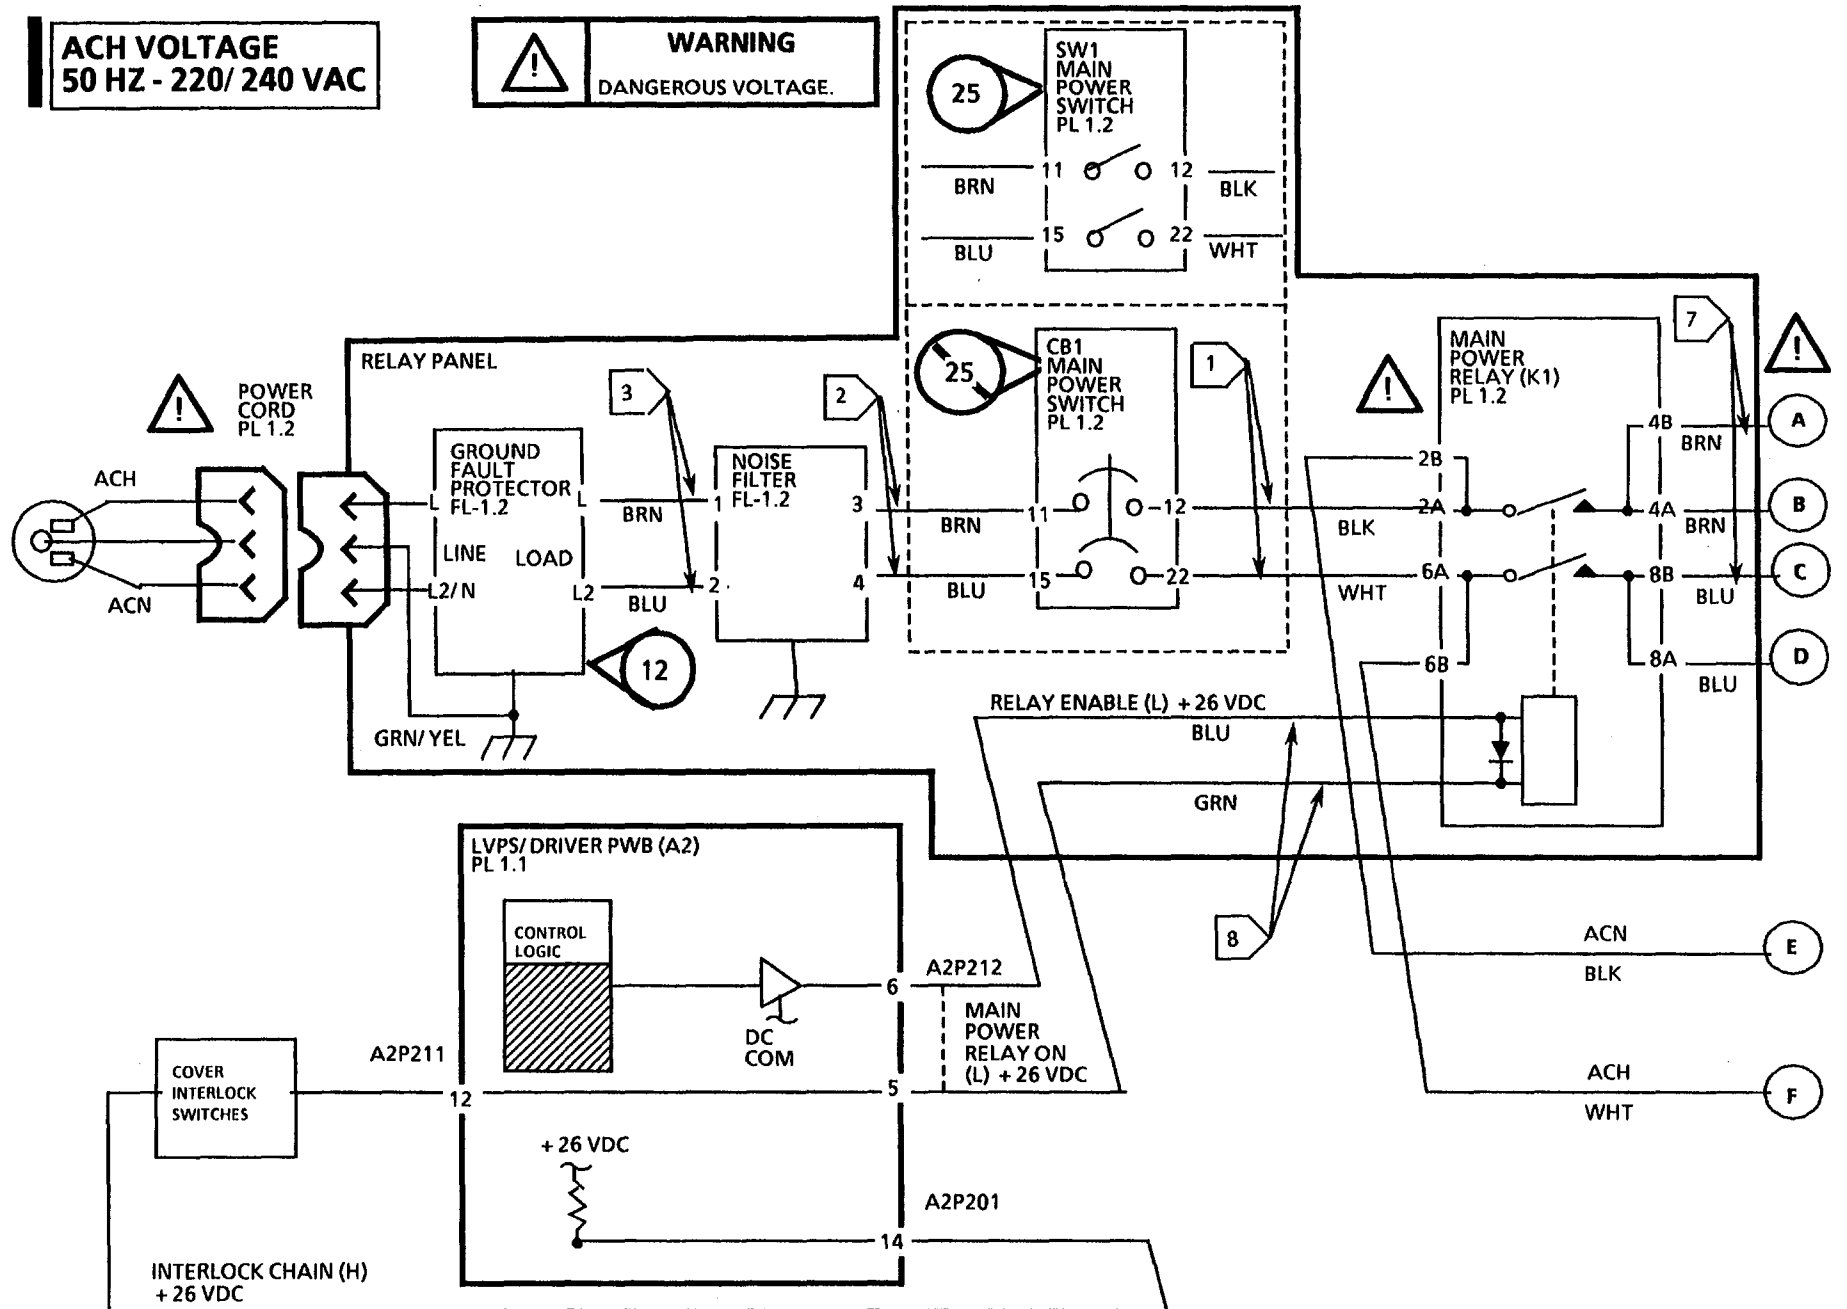 ACH VOLTAGE
50 HZ - 220/ 240 VAC
WARNING
DANGEROUS VOLTAGE.
!
25
SW1
MAIN
POWER
SWITCH
PL 1.2
11
12
BRN
BLK
15
22
BLU
WHT
RELAY PANEL
!
POWER
CORD
PL 1.2
ACH
ACN
GROUND
FAULT
PROTECTOR
FL-1.2
L
L
LINE
LOAD
L2/ N
L2
GRN/ YEL
12
3
BRN
BLU
NOISE
FILTER
FL-1.2
1
3
2
4
2
BRN
BLU
25
CB1
MAIN
POWER
SWITCH
PL 1.2
11
12
15
22
1
BLK
WHT
!
MAIN
POWER
RELAY (K1)
PL 1.2
2B
2A
6A
6B
4B
4A
8B
8A
7
!
BRN
A
BRN
B
BLU
C
BLU
D
RELAY ENABLE (L) + 26 VDC
BLU
GRN
8
ACN
BLK
E
ACH
WHT
F
LVPS/ DRIVER PWB (A2)
PL 1.1
CONTROL
LOGIC
DC
COM
6
A2P212
MAIN
POWER
RELAY ON
(L) + 26 VDC
5
A2P211
12
COVER
INTERLOCK
SWITCHES
+ 26 VDC
A2P201
14
INTERLOCK CHAIN (H)
+ 26 VDC